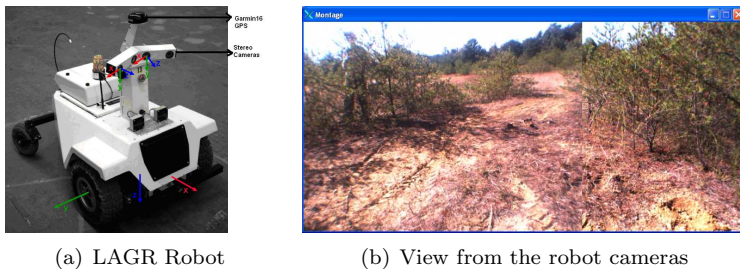 Garmin16
GPS
Stereo
Cameras
Montage
(a) LAGR Robot
(b) View from the robot cameras